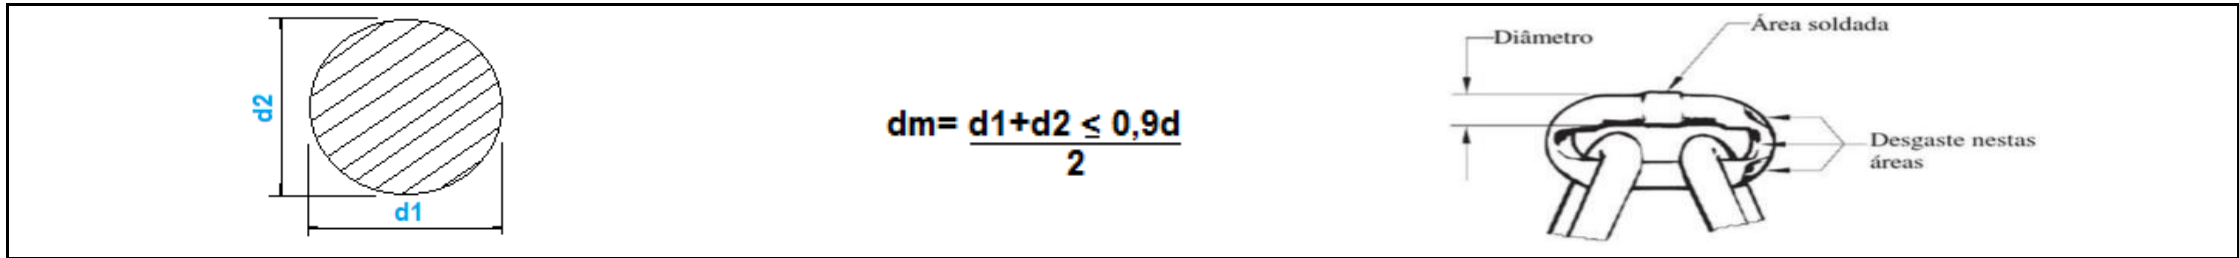 d2
d1
dm= d1+d2 ≤ 0,9d
2
Diâmetro
Área soldada
Desgaste nestas
áreas